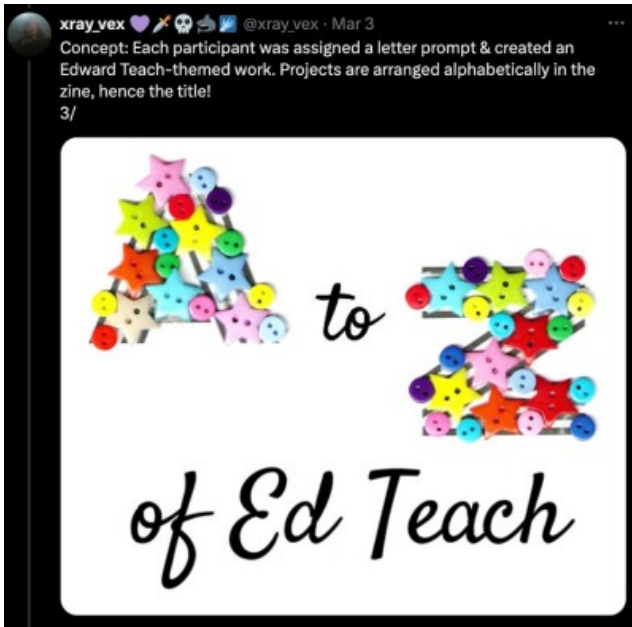 xray_vex 💜🗡️💀🦈☄️ @xray_vex · Mar 3 ...
Concept: Each participant was assigned a letter prompt & created an
Edward Teach-themed work. Projects are arranged alphabetically in the
zine, hence the title!
3/
A to Z
of Ed Teach